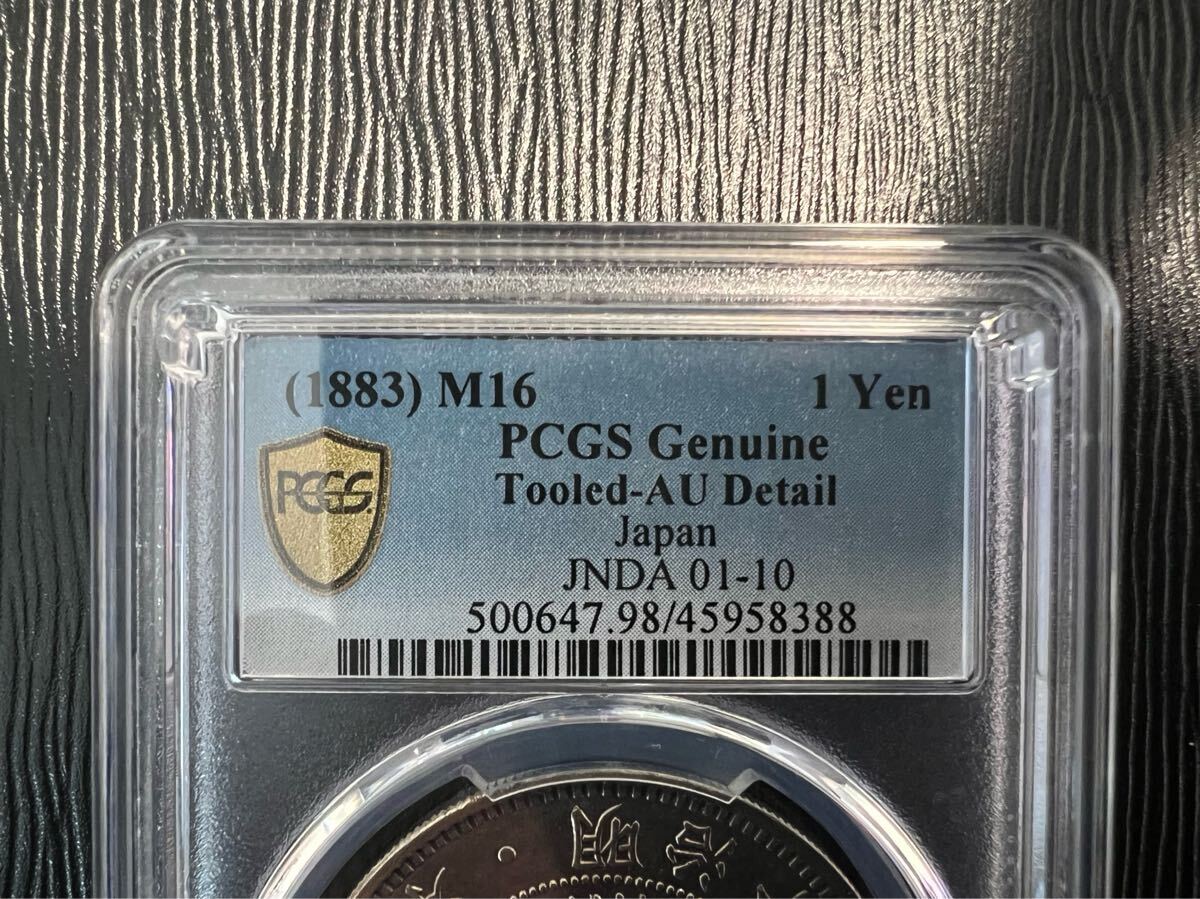 (1883) M16 1 Yen
PCGS Genuine
PCGS
Tooled-AU Detail
Japan
JNDA 01-10
500647.98/45958388